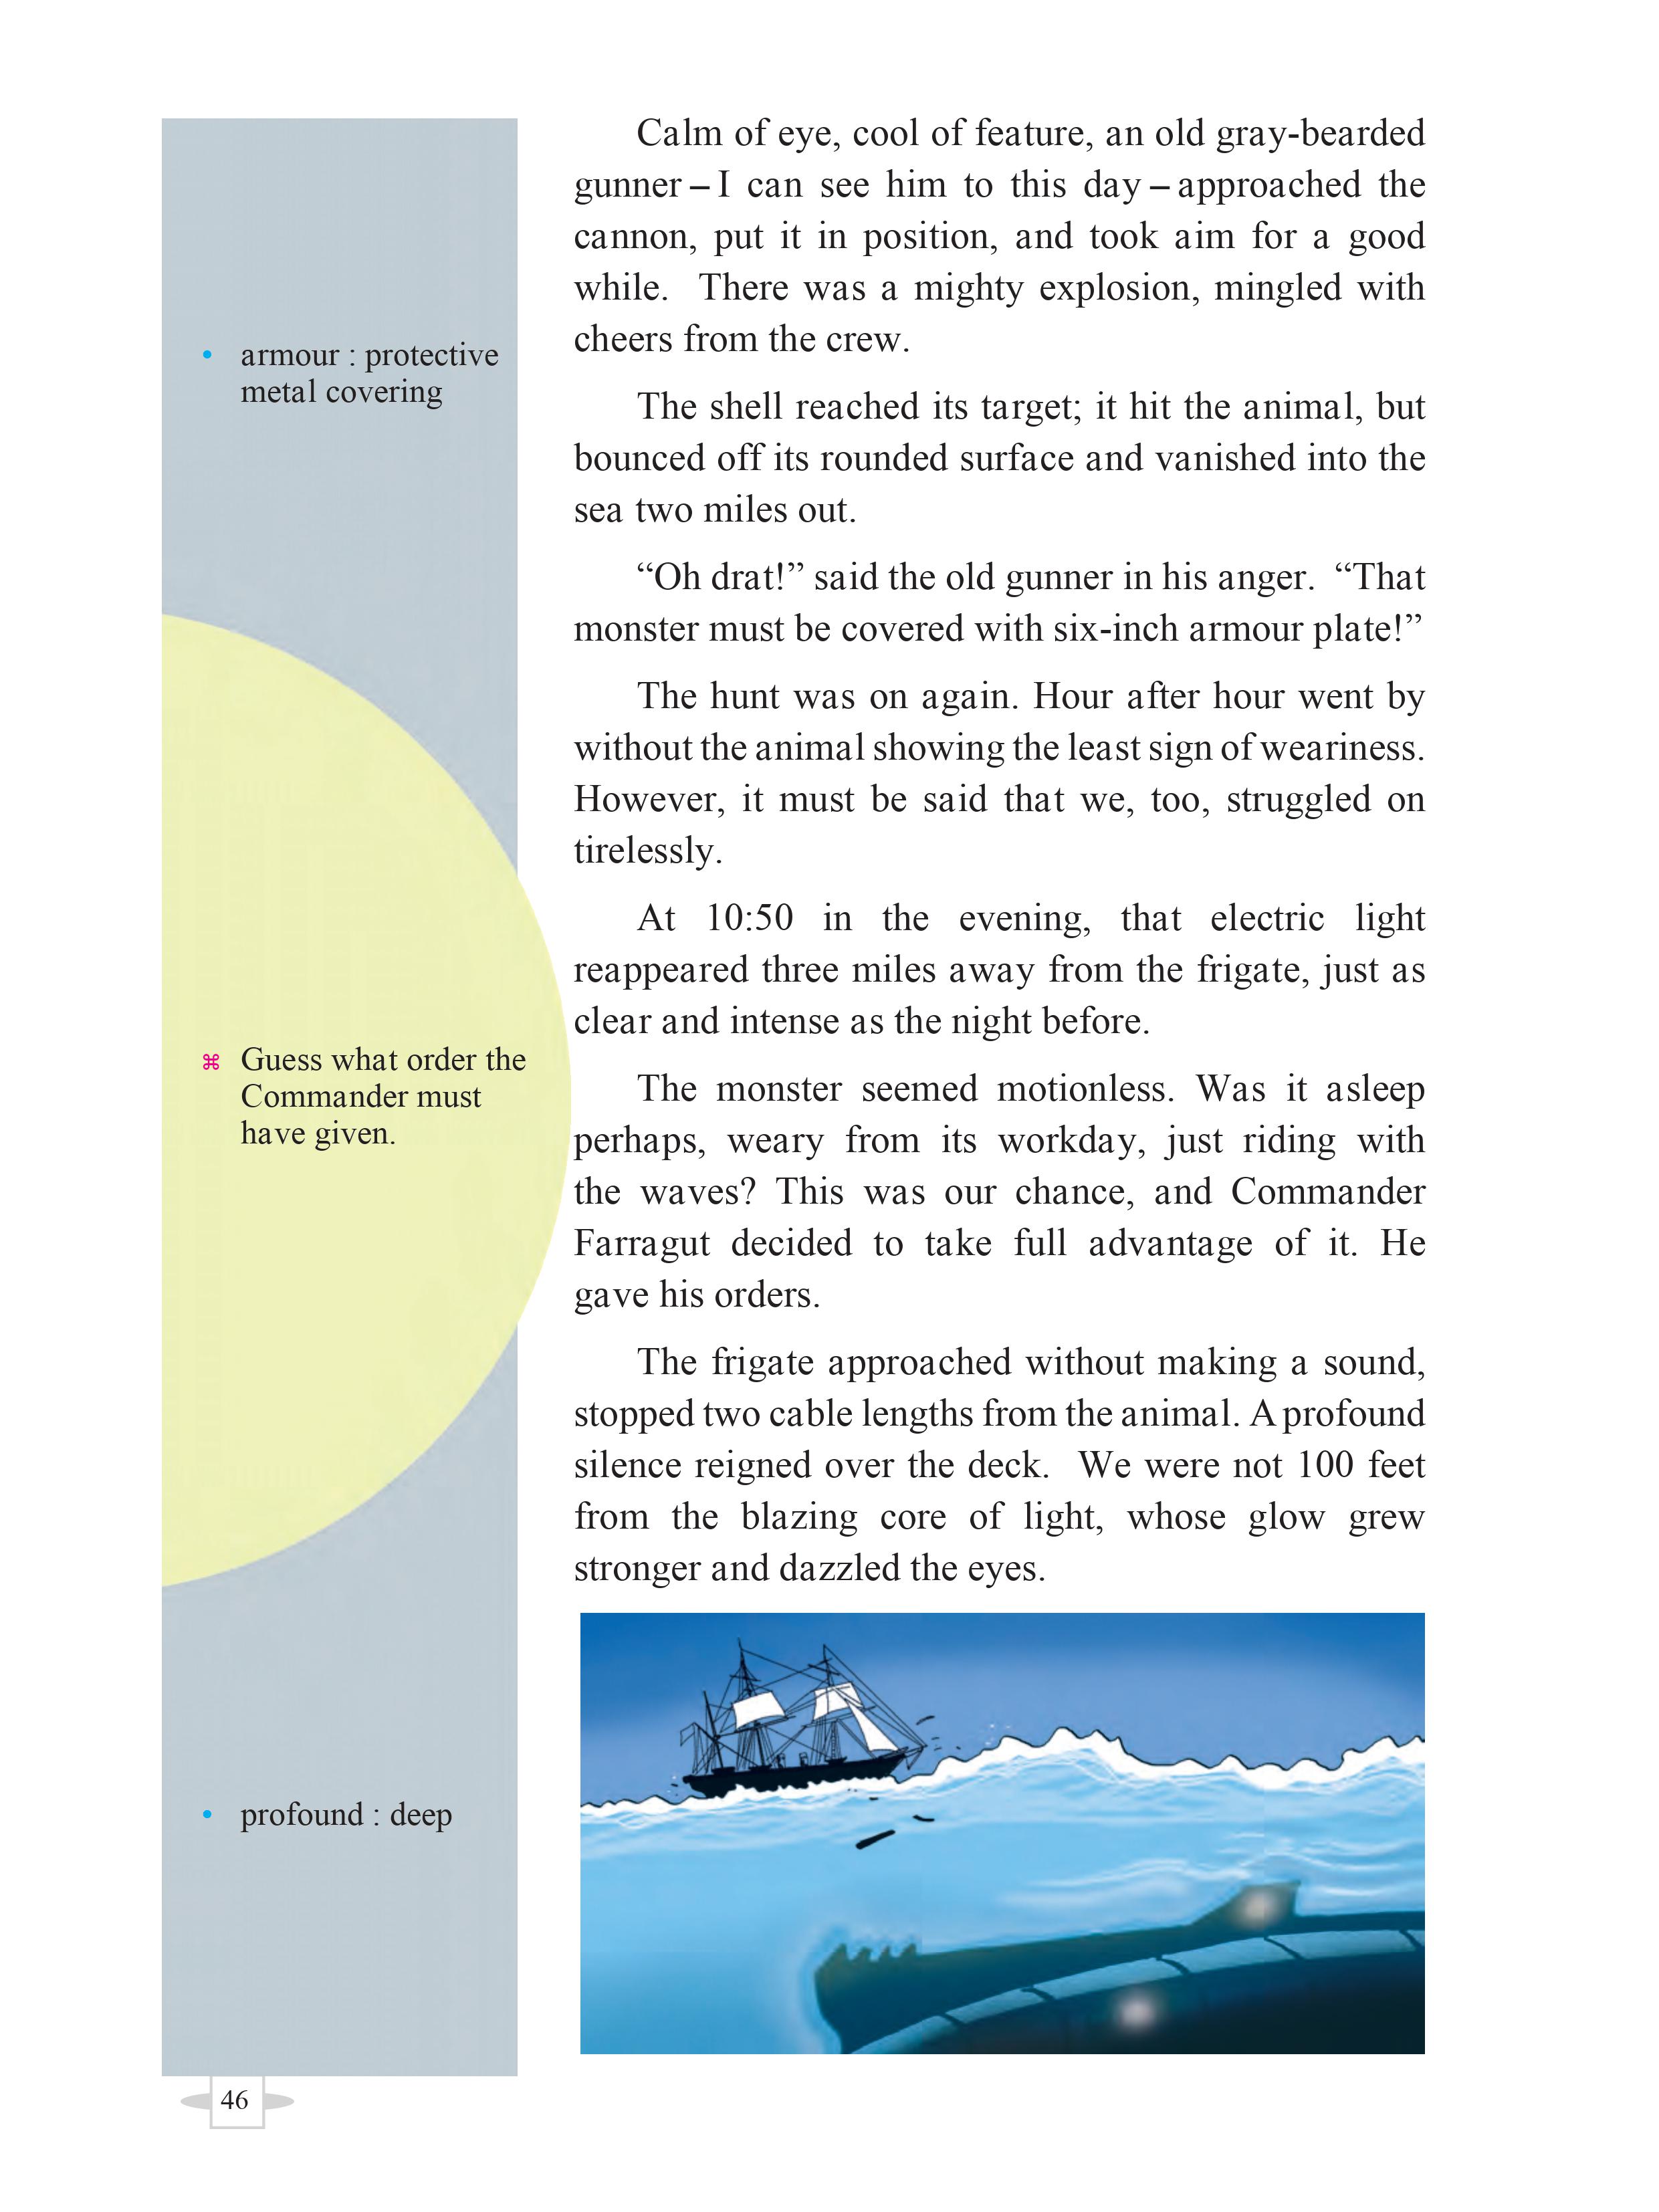 Calm of eye, cool of feature, an old gray-bearded
gunner – I can see him to this day – approached the
cannon, put it in position, and took aim for a good
while. There was a mighty explosion, mingled with
cheers from the crew.
• armour : protective
metal covering
The shell reached its target; it hit the animal, but
bounced off its rounded surface and vanished into the
sea two miles out.
“Oh drat!” said the old gunner in his anger. “That
monster must be covered with six-inch armour plate!”
The hunt was on again. Hour after hour went by
without the animal showing the least sign of weariness.
However, it must be said that we, too, struggled on
tirelessly.
At 10:50 in the evening, that electric light
reappeared three miles away from the frigate, just as
clear and intense as the night before.
⌘ Guess what order the
Commander must
have given.
The monster seemed motionless. Was it asleep
perhaps, weary from its workday, just riding with
the waves? This was our chance, and Commander
Farragut decided to take full advantage of it. He
gave his orders.
The frigate approached without making a sound,
stopped two cable lengths from the animal. A profound
silence reigned over the deck. We were not 100 feet
from the blazing core of light, whose glow grew
stronger and dazzled the eyes.
• profound : deep
46